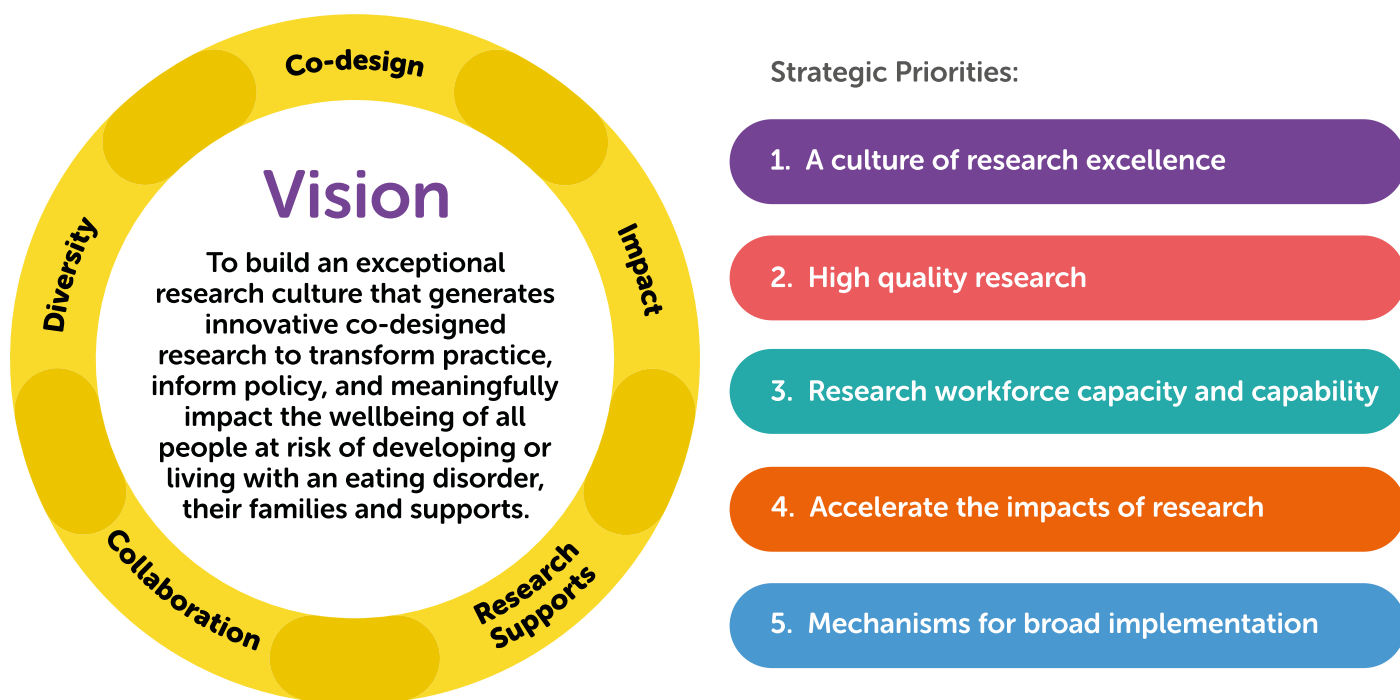 Co-design
Impact
Research
Supports
Collaboration
Diversity
Vision
To build an exceptional
research culture that generates
innovative co-designed
research to transform practice,
inform policy, and meaningfully
impact the wellbeing of all
people at risk of developing or
living with an eating disorder,
their families and supports.
Strategic Priorities:
1. A culture of research excellence
2. High quality research
3. Research workforce capacity and capability
4. Accelerate the impacts of research
5. Mechanisms for broad implementation